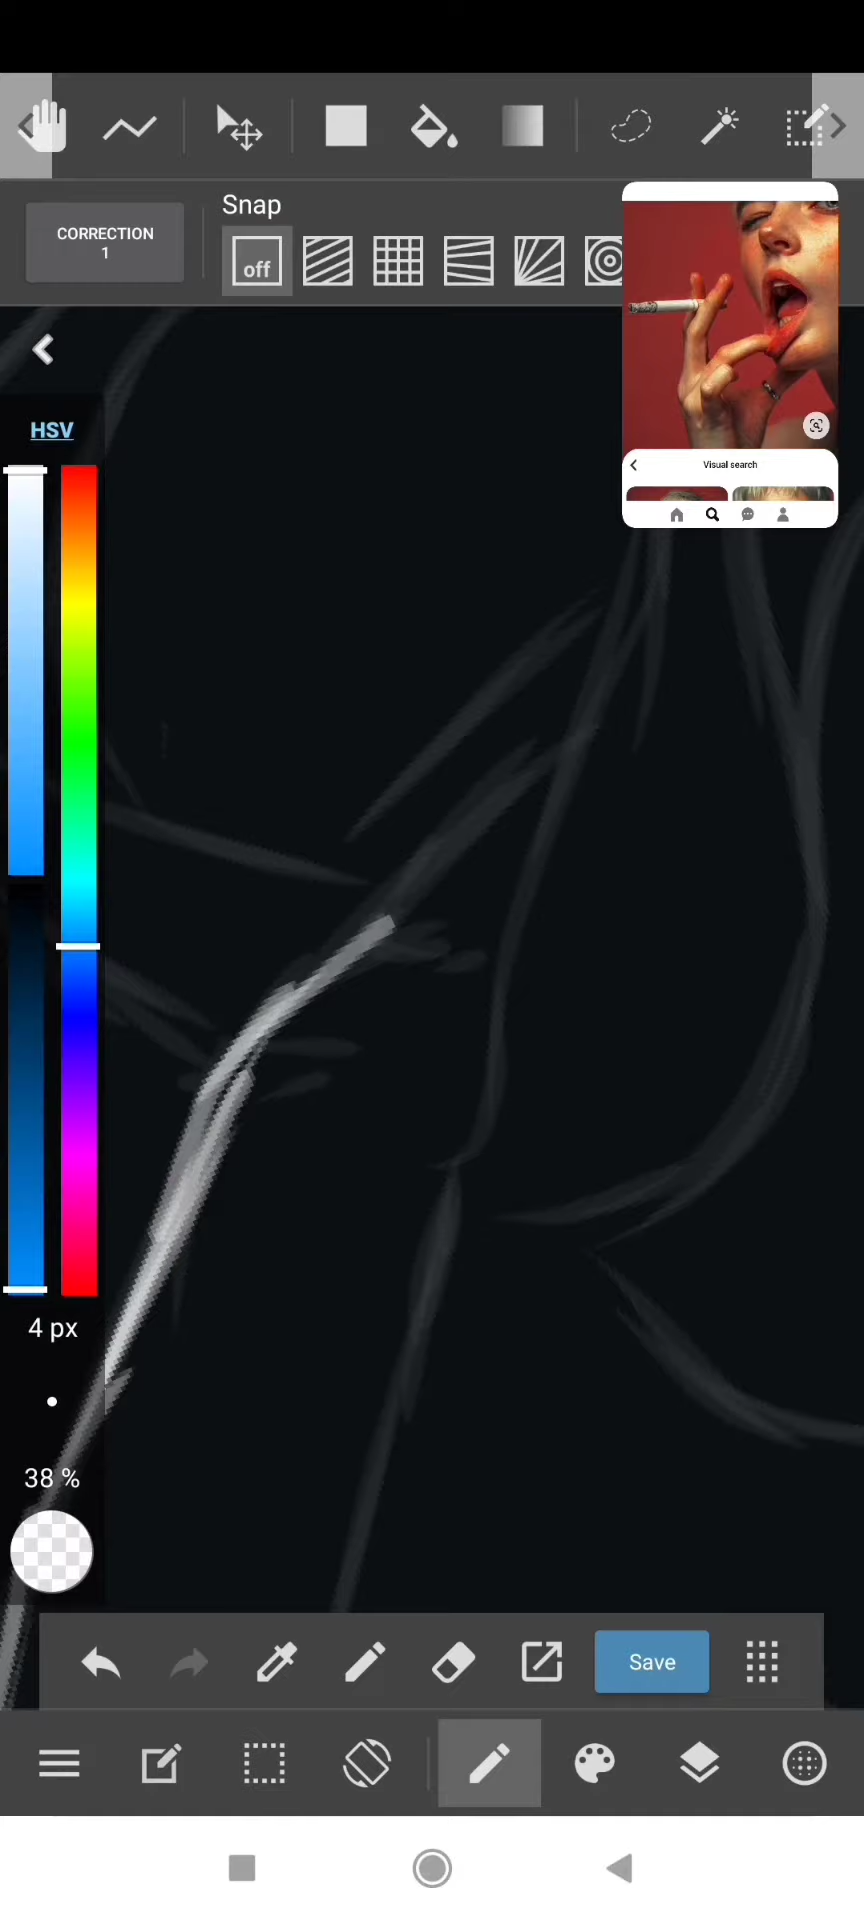 CORRECTION
1
Snap
off
HSV
Visual search
4 px
38 %
Save